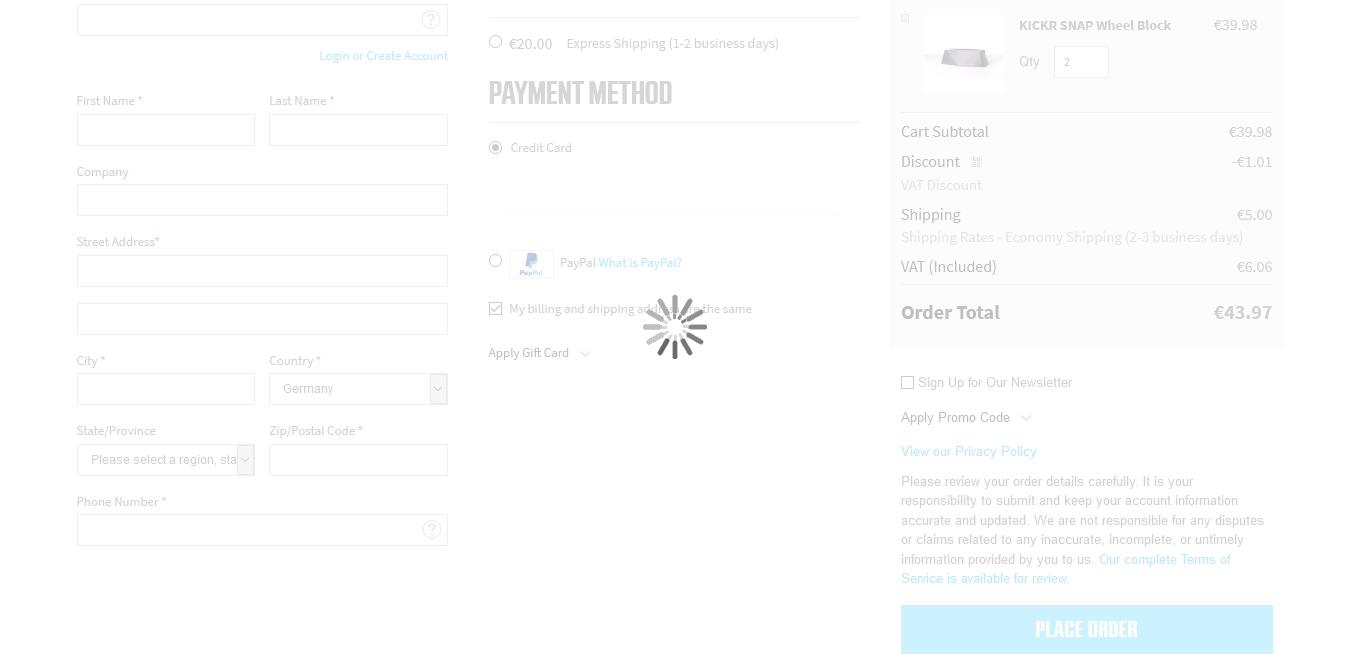 Login or Create Account
First Name *
Last Name *
Company
Street Address*
City *
Country *
Germany
State/Province
Zip/Postal Code *
Please select a region, sta
Phone Number *
€20.00 Express Shipping (1-2 business days)
PAYMENT METHOD
Credit Card
PayPal PayPal What is PayPal?
My billing and shipping address are the same
Apply Gift Card
KICKR SNAP Wheel Block €39.98
Qty 2
Cart Subtotal €39.98
Discount -€1.01
VAT Discount
Shipping €5.00
Shipping Rates - Economy Shipping (2-3 business days)
VAT (Included) €6.06
Order Total €43.97
Sign Up for Our Newsletter
Apply Promo Code
View our Privacy Policy
Please review your order details carefully. It is your
responsibility to submit and keep your account information
accurate and updated. We are not responsible for any disputes
or claims related to any inaccurate, incomplete, or untimely
information provided by you to us. Our complete Terms of
Service is available for review.
PLACE ORDER